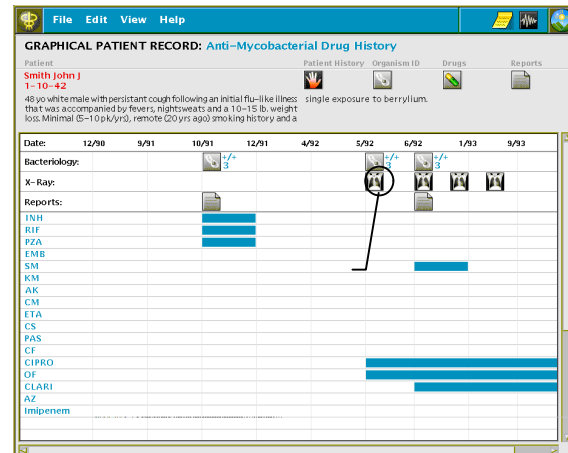 File Edit View Help
GRAPHICAL PATIENT RECORD: Anti-Mycobacterial Drug History
Patient Patient History Organism ID Drugs Reports
Smith John J
1-10-42
48 yo white male with persistant cough following an initial flu-like illness single exposure to berrylium.
that was accompanied by fevers, nightsweats and a 10-15 lb. weight
loss. Minimal (5-10 pk/yrs), remote (20 yrs ago) smoking history and a
Date: 12/90 9/91 10/91 12/91 4/92 5/92 6/92 1/93 9/93
Bacteriology: +/+ 3 +/+ 3 +/+ 3
X-Ray:
Reports:
INH
RIF
PZA
EMB
SM
KM
AK
CM
ETA
CS
PAS
CF
CIPRO
OF
CLARI
AZ
Imipenem